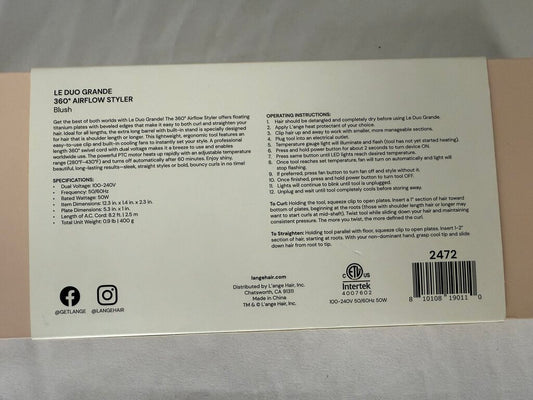 LE DUO GRANDE
360° AIRFLOW STYLER
Blush
Get the best of both worlds with Le Duo Grande! The 360° Airflow Styler offers floating
titanium plates with beveled edges that make it easy to both curl and straighten your
hair. Ideal for all lengths, the extra long barrel with built-in stand is specially designed
for hair that is shoulder length or longer. This lightweight, ergonomic tool features an
easy-to-use clip and built-in cooling fans to instantly set your style. A professional
length 360° swivel cord with dual voltage makes it a breeze to use and enables
worldwide use. The powerful PTC motor heats up rapidly with an adjustable temperature
range (280°F-430°F) and turns off automatically after 60 minutes. Enjoy shiny,
beautiful, long-lasting results—sleek, straight styles or bold, bouncy curls in no time!
SPECIFICATIONS:
• Dual Voltage: 100-240V
• Frequency: 50/60Hz
• Rated Wattage: 50W
• Item Dimensions: 12.3 in. x 1.4 in. x 2.3 in.
• Plate Dimensions: 5.3 in. x 1 in.
• Length of A.C. Cord: 8.2 ft. | 2.5 m
• Total Unit Weight: 0.9 lb | 400 g
OPERATING INSTRUCTIONS:
1. Hair should be detangled and completely dry before using Le Duo Grande.
2. Apply L'ange heat protectant of your choice.
3. Clip hair up and away to work with smaller, more manageable sections.
4. Plug tool into an electrical outlet.
5. Temperature gauge light will illuminate and flash (tool has not yet started heating).
6. Press and hold power button for about 2 seconds to turn device on.
7. Press same button until LED lights reach desired temperature.
8. Once tool reaches set temperature, fan will turn on automatically and light will
stop flashing.
9. If preferred, press fan button to turn fan off and style without it.
10. Once finished, press and hold power button to turn tool OFF.
11. Lights will continue to blink until tool is unplugged.
12. Unplug and wait until tool completely cools before storing away.
To Curl: Holding the tool, squeeze clip to open plates. Insert a 1" section of hair toward
bottom of plates, beginning at the roots (those with shoulder length hair or longer may
want to start curls at mid-shaft). Twist tool while sliding down your hair and maintaining
consistent pressure. The more you twist, the more defined the curl.
To Straighten: Holding tool parallel with floor, squeeze clip to open plates. Insert 1-2"
section of hair, starting at roots. With your non-dominant hand, grasp cool tip and slide
down hair from root to tip.
@GETLANGE
@LANGEHAIR
langehair.com
Distributed by L'ange Hair, Inc.
Chatsworth, CA 91311
Made in China
TM & © L'ange Hair, Inc.
c ETL US
Intertek
4007602
100-240V 50/60Hz 50W
2472
8 10108 19011 0